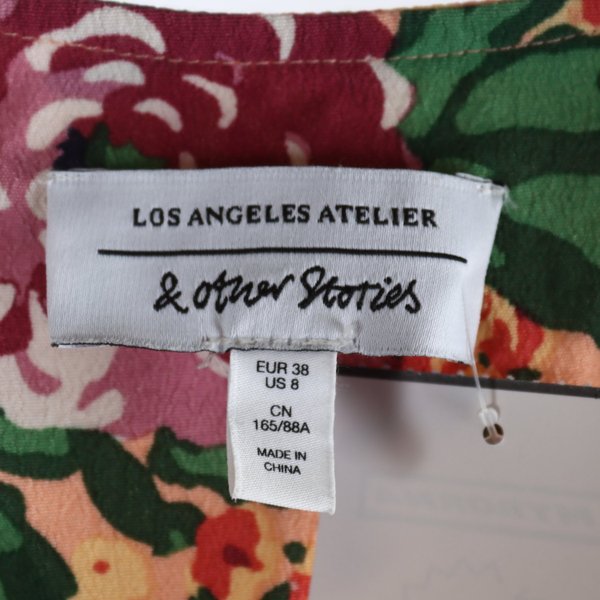 LOS ANGELES ATELIER
& other Stories
EUR 38
US 8
CN
165/88A
MADE IN
CHINA